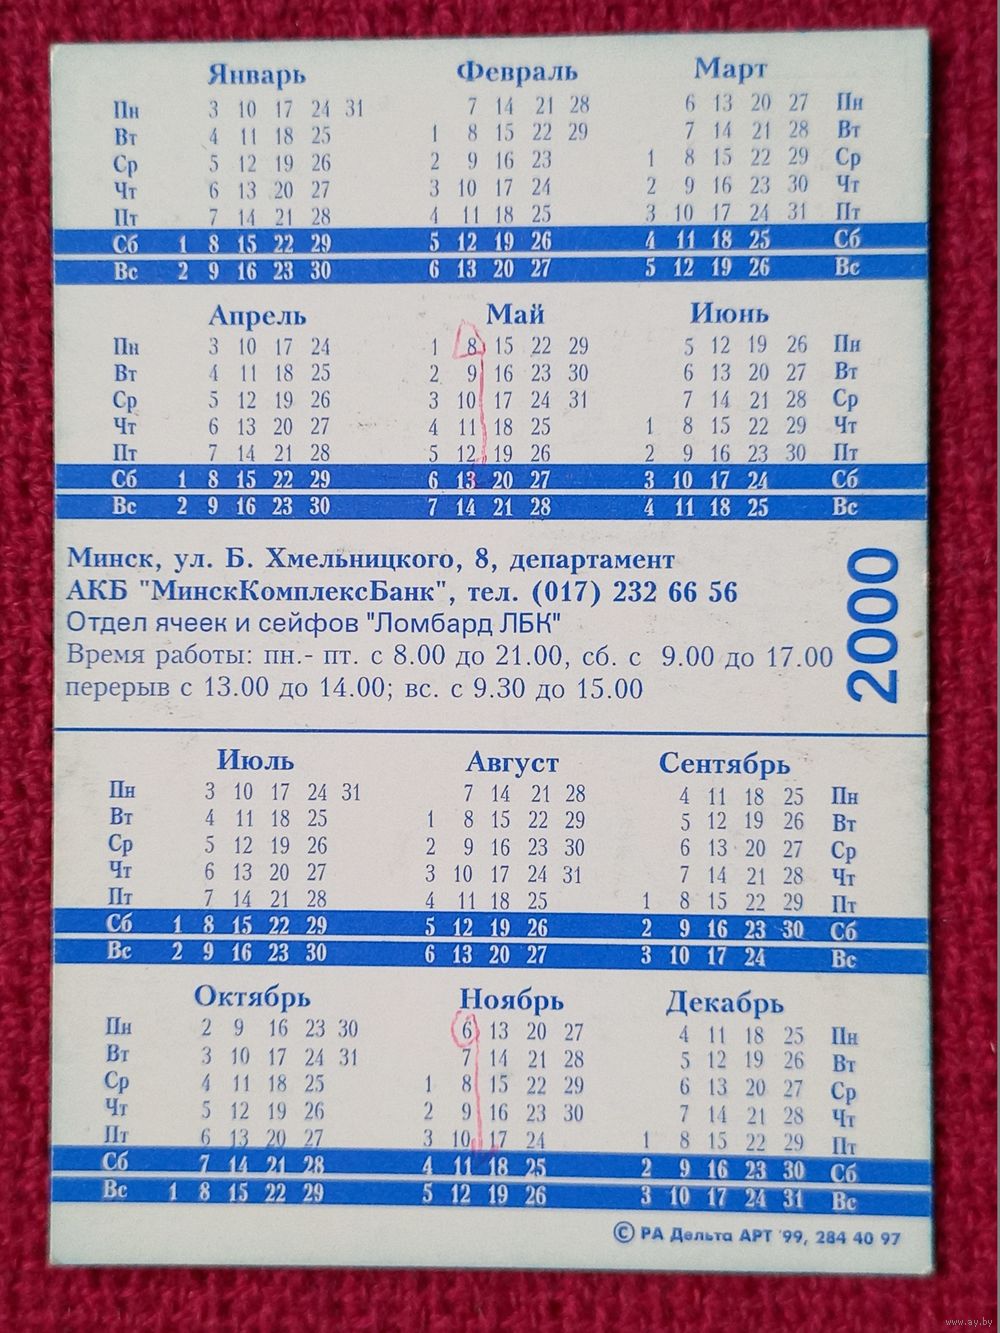 Январь Февраль Март
Пн 3 10 17 24 31 7 14 21 28 6 13 20 27 Пн
Вт 4 11 18 25 1 8 15 22 29 7 14 21 28 Вт
Ср 5 12 19 26 2 9 16 23 1 8 15 22 29 Ср
Чт 6 13 20 27 3 10 17 24 2 9 16 23 30 Чт
Пт 7 14 21 28 4 11 18 25 3 10 17 24 31 Пт
Сб 1 8 15 22 29 5 12 19 26 4 11 18 25 Сб
Вс 2 9 16 23 30 6 13 20 27 5 12 19 26 Вс
Апрель Май Июнь
Пн 3 10 17 24 1 8 15 22 29 5 12 19 26 Пн
Вт 4 11 18 25 2 9 16 23 30 6 13 20 27 Вт
Ср 5 12 19 26 3 10 17 24 31 7 14 21 28 Ср
Чт 6 13 20 27 4 11 18 25 1 8 15 22 29 Чт
Пт 7 14 21 28 5 12 19 26 2 9 16 23 30 Пт
Сб 1 8 15 22 29 6 13 20 27 3 10 17 24 Сб
Вс 2 9 16 23 30 7 14 21 28 4 11 18 25 Вс
Минск, ул. Б. Хмельницкого, 8, департамент
АКБ "МинскКомплексБанк", тел. (017) 232 66 56
Отдел ячеек и сейфов "Ломбард ЛБК"
Время работы: пн.- пт. с 8.00 до 21.00, сб. с 9.00 до 17.00
перерыв с 13.00 до 14.00; вс. с 9.30 до 15.00
2000
Июль Август Сентябрь
Пн 3 10 17 24 31 7 14 21 28 4 11 18 25 Пн
Вт 4 11 18 25 1 8 15 22 29 5 12 19 26 Вт
Ср 5 12 19 26 2 9 16 23 30 6 13 20 27 Ср
Чт 6 13 20 27 3 10 17 24 31 7 14 21 28 Чт
Пт 7 14 21 28 4 11 18 25 1 8 15 22 29 Пт
Сб 1 8 15 22 29 5 12 19 26 2 9 16 23 30 Сб
Вс 2 9 16 23 30 6 13 20 27 3 10 17 24 Вс
Октябрь Ноябрь Декабрь
Пн 2 9 16 23 30 6 13 20 27 4 11 18 25 Пн
Вт 3 10 17 24 31 7 14 21 28 5 12 19 26 Вт
Ср 4 11 18 25 1 8 15 22 29 6 13 20 27 Ср
Чт 5 12 19 26 2 9 16 23 30 7 14 21 28 Чт
Пт 6 13 20 27 3 10 17 24 1 8 15 22 29 Пт
Сб 7 14 21 28 4 11 18 25 2 9 16 23 30 Сб
Вс 1 8 15 22 29 5 12 19 26 3 10 17 24 31 Вс
© РА Дельта АРТ '99, 284 40 97
www.ay.by